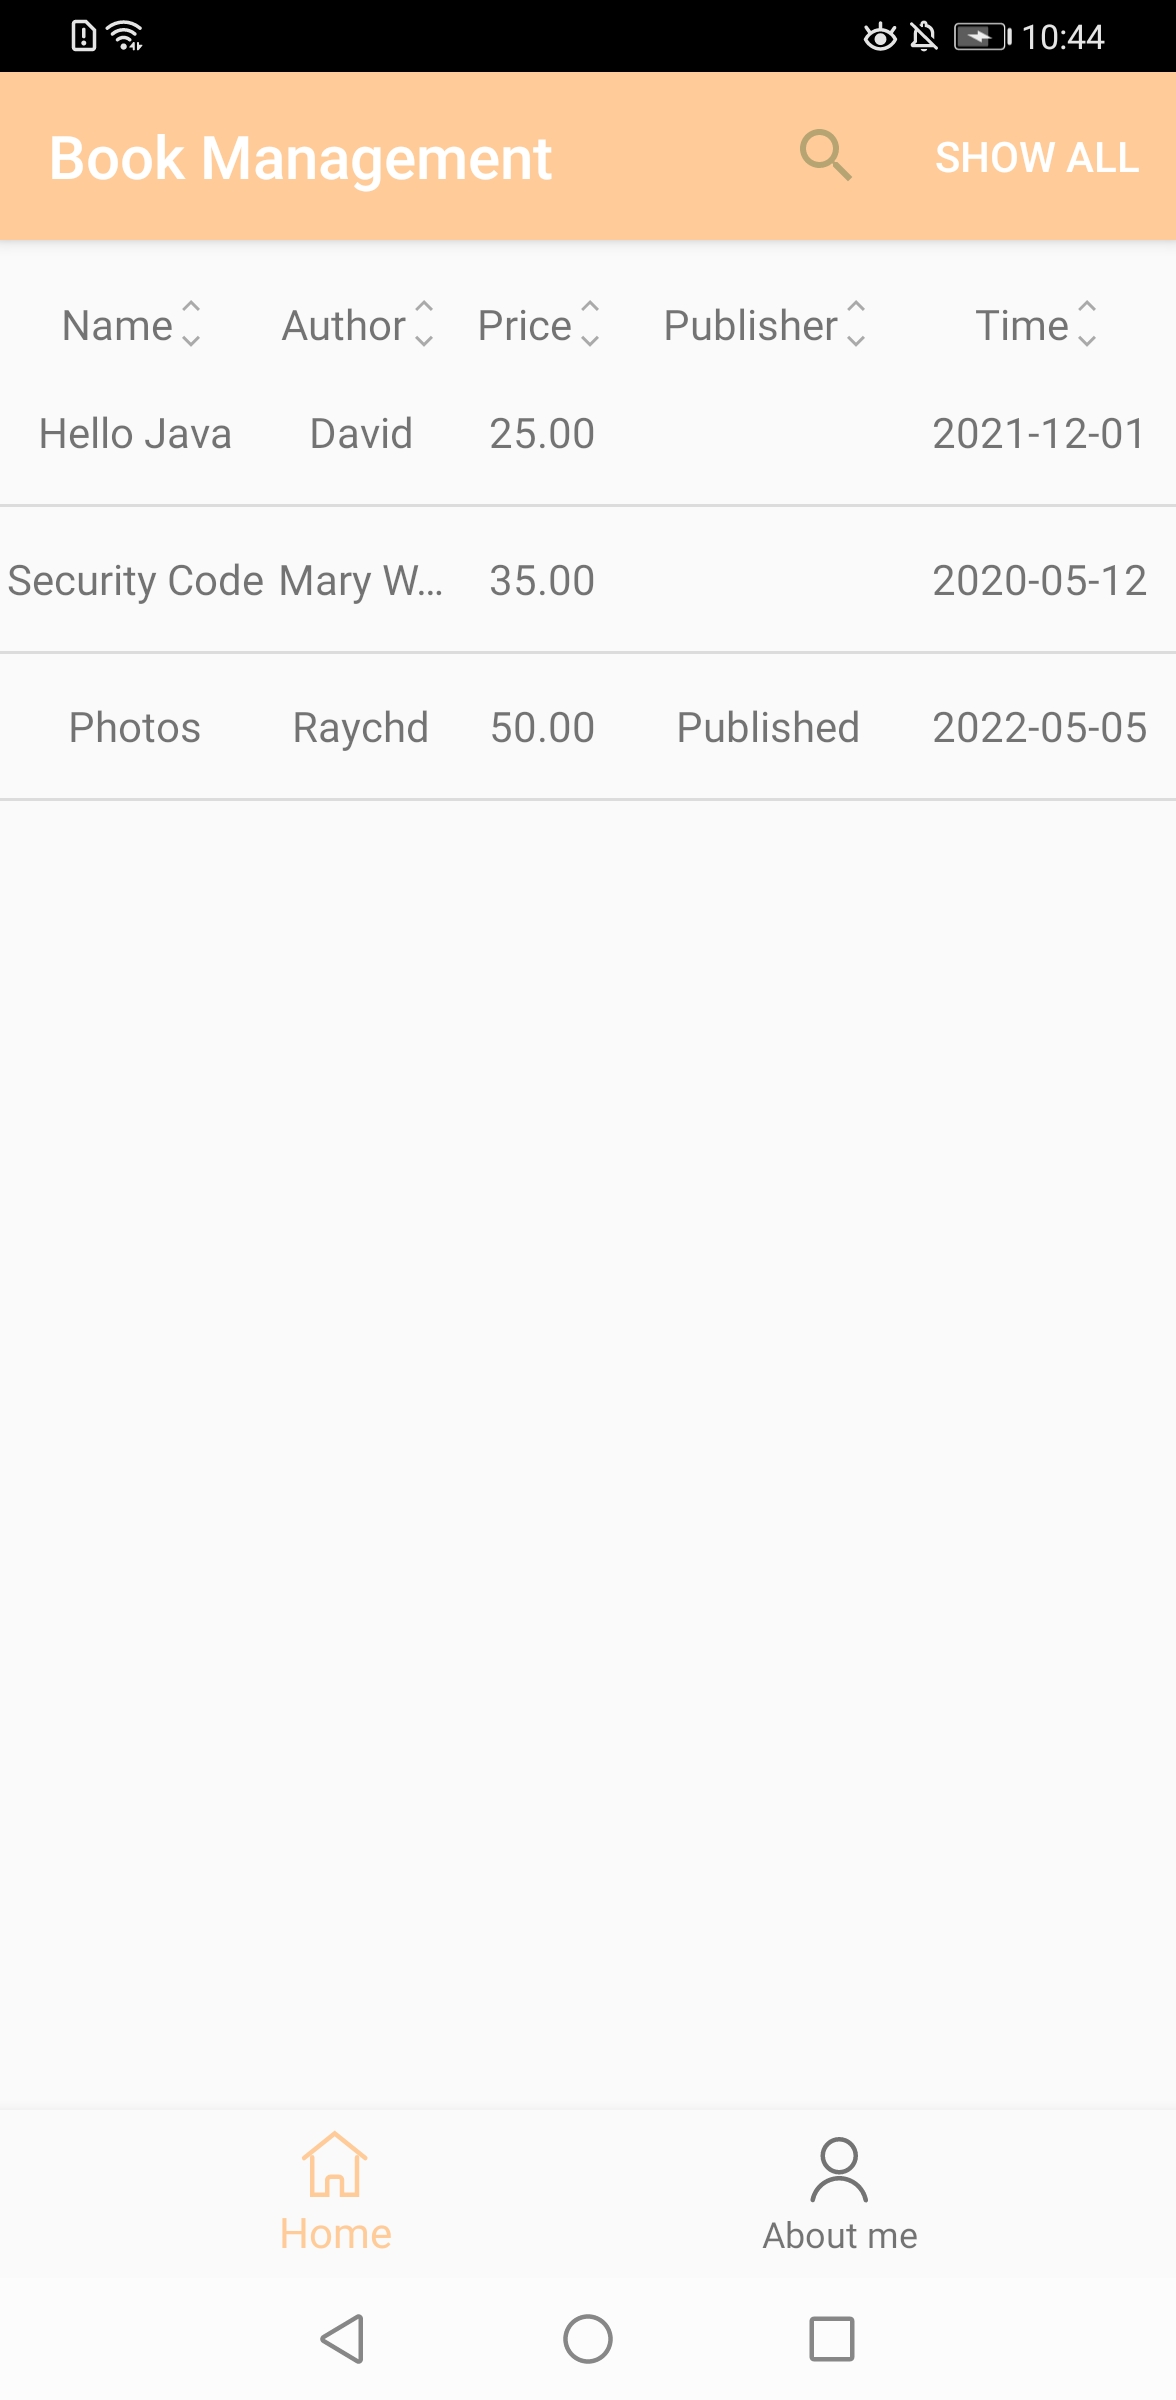 10:44
Book Management SHOW ALL
Name Author Price Publisher Time
Hello Java David 25.00 2021-12-01
Security Code Mary W... 35.00 2020-05-12
Photos Raychd 50.00 Published 2022-05-05
Home About me